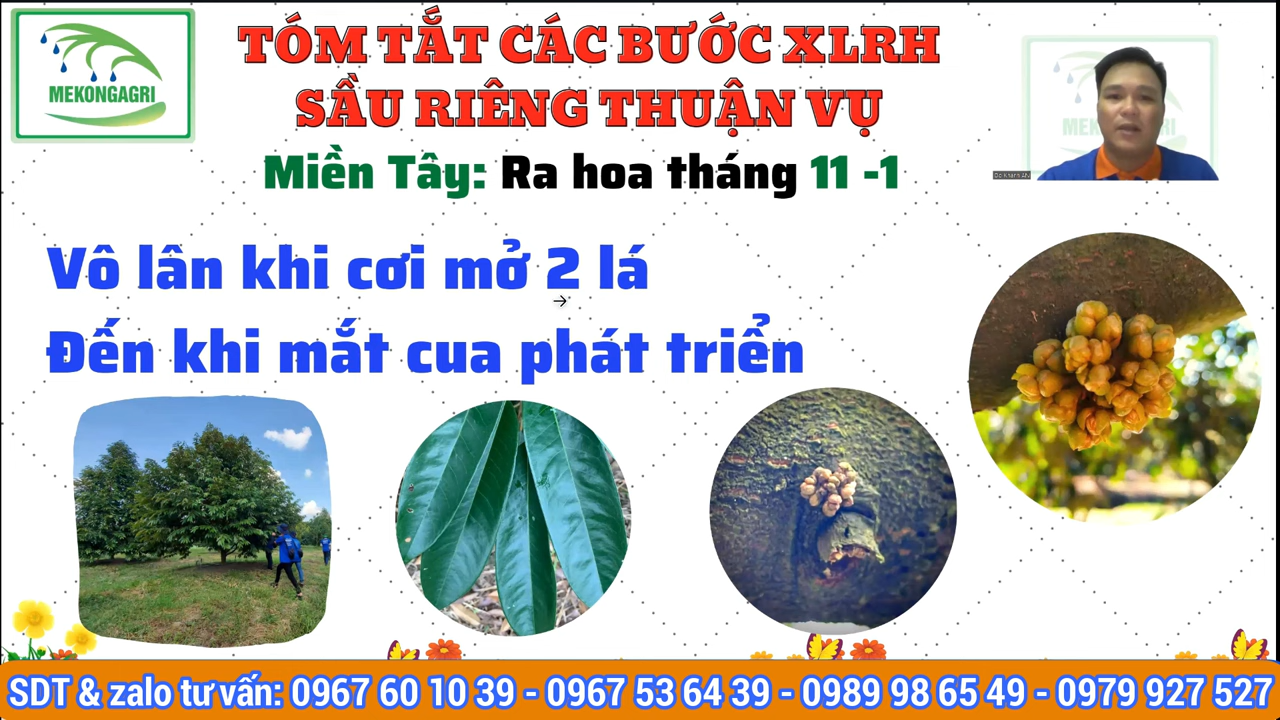 MEKONGAGRI
TÓM TẮT CÁC BƯỚC XLRH
SẦU RIÊNG THUẬN VỤ
Miền Tây: Ra hoa tháng 11 -1
Vô lân khi cơi mở 2 lá
Đến khi mắt cua phát triển
SDT & zalo tư vấn: 0967 60 10 39 - 0967 53 64 39 - 0989 98 65 49 - 0979 927 527